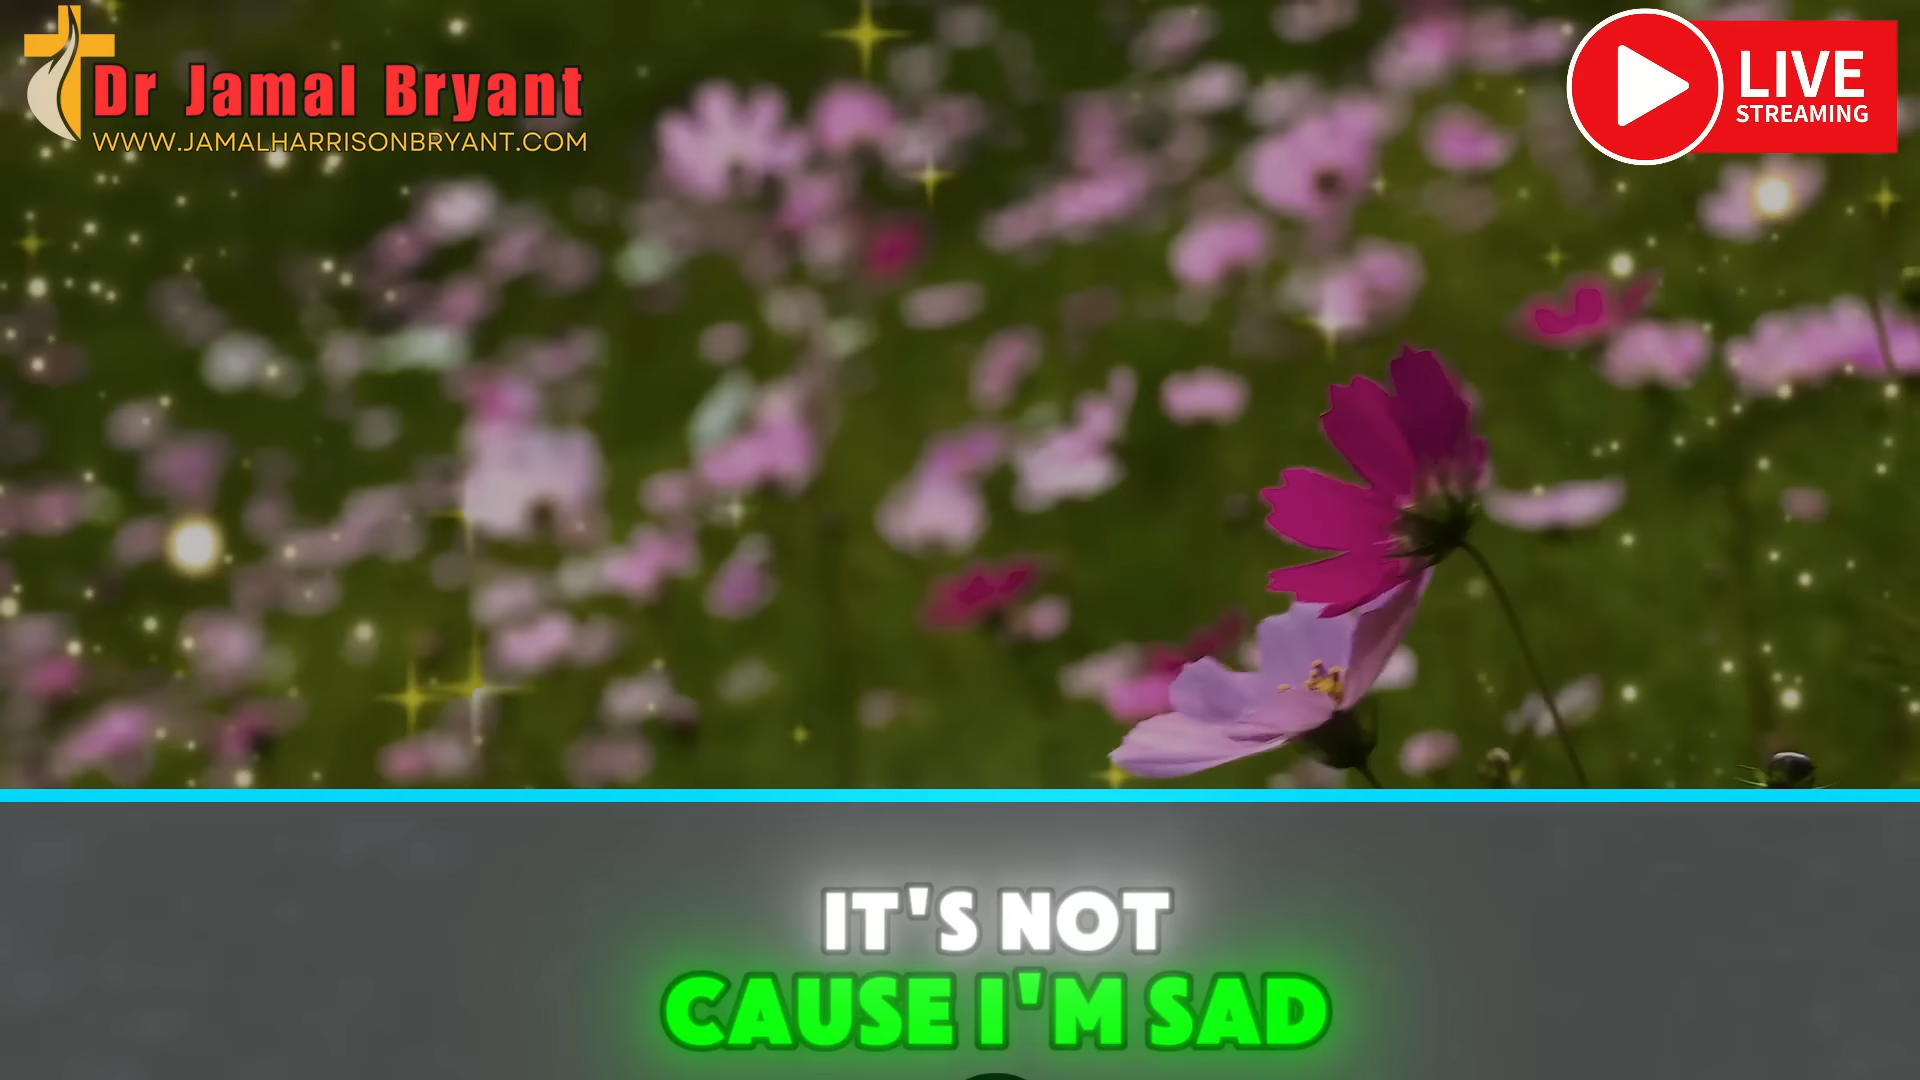 Dr Jamal Bryant
WWW.JAMALHARRISONBRYANT.COM
LIVE
STREAMING
IT'S NOT
CAUSE I'M SAD